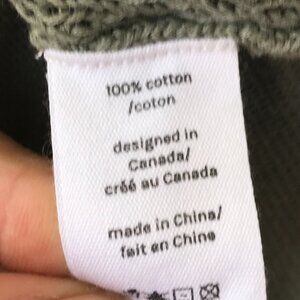 100% cotton
/coton
designed in
Canada/
créé au Canada
made in China/
fait en Chine